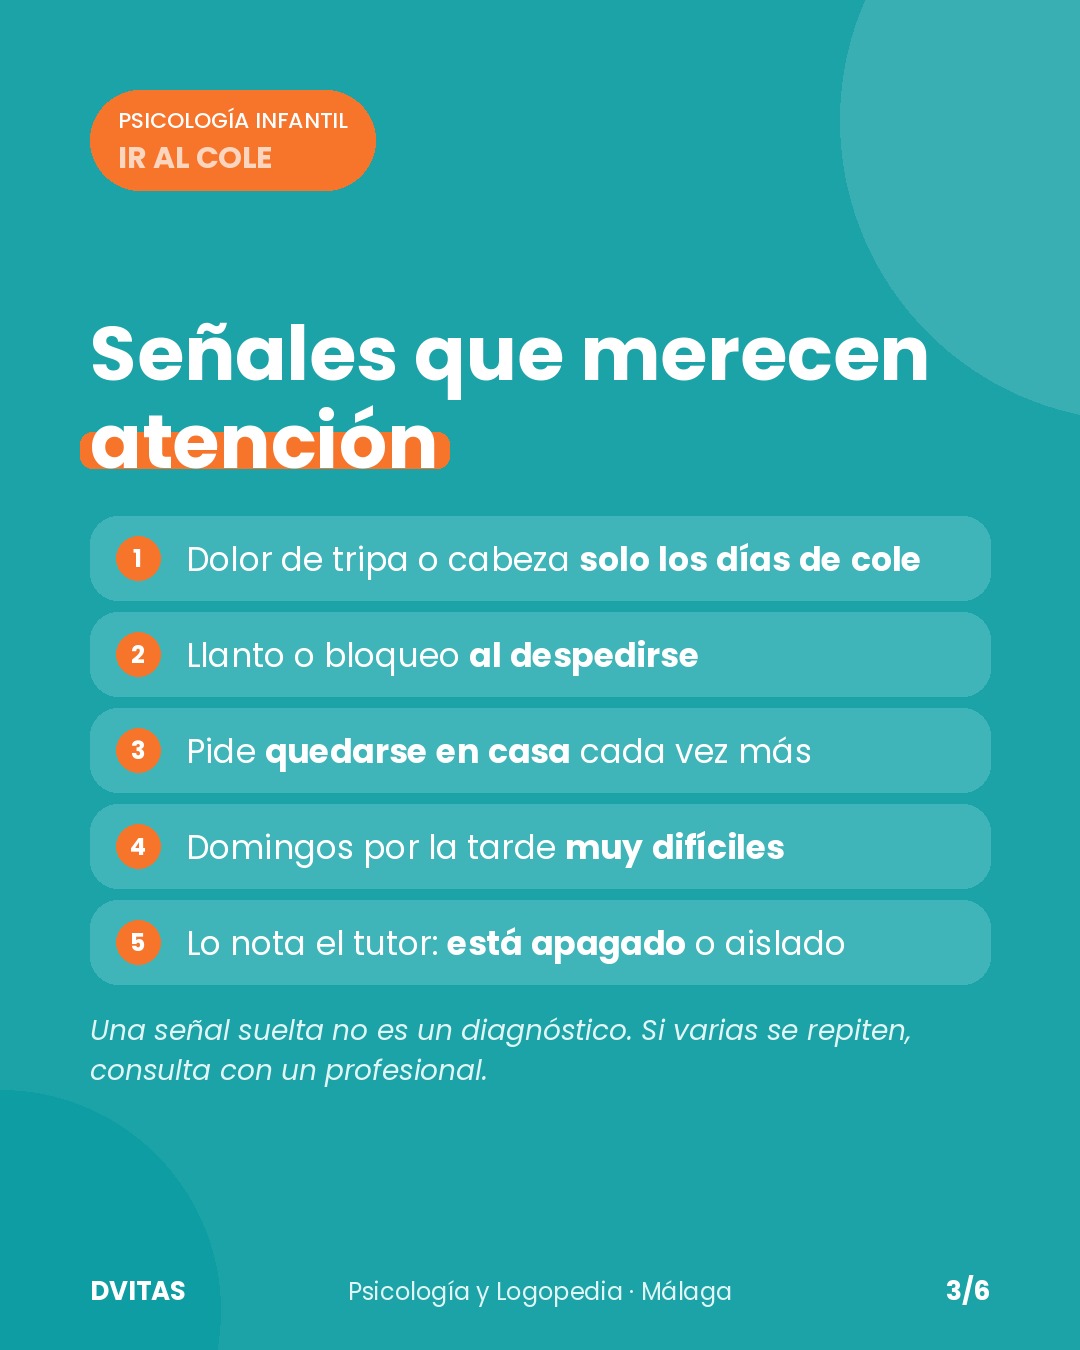 PSICOLOGÍA INFANTIL
IR AL COLE
Señales que merecen
atención
1 Dolor de tripa o cabeza solo los días de cole
2 Llanto o bloqueo al despedirse
3 Pide quedarse en casa cada vez más
4 Domingos por la tarde muy difíciles
5 Lo nota el tutor: está apagado o aislado
Una señal suelta no es un diagnóstico. Si varias se repiten,
consulta con un profesional.
DVITAS Psicología y Logopedia · Málaga 3/6